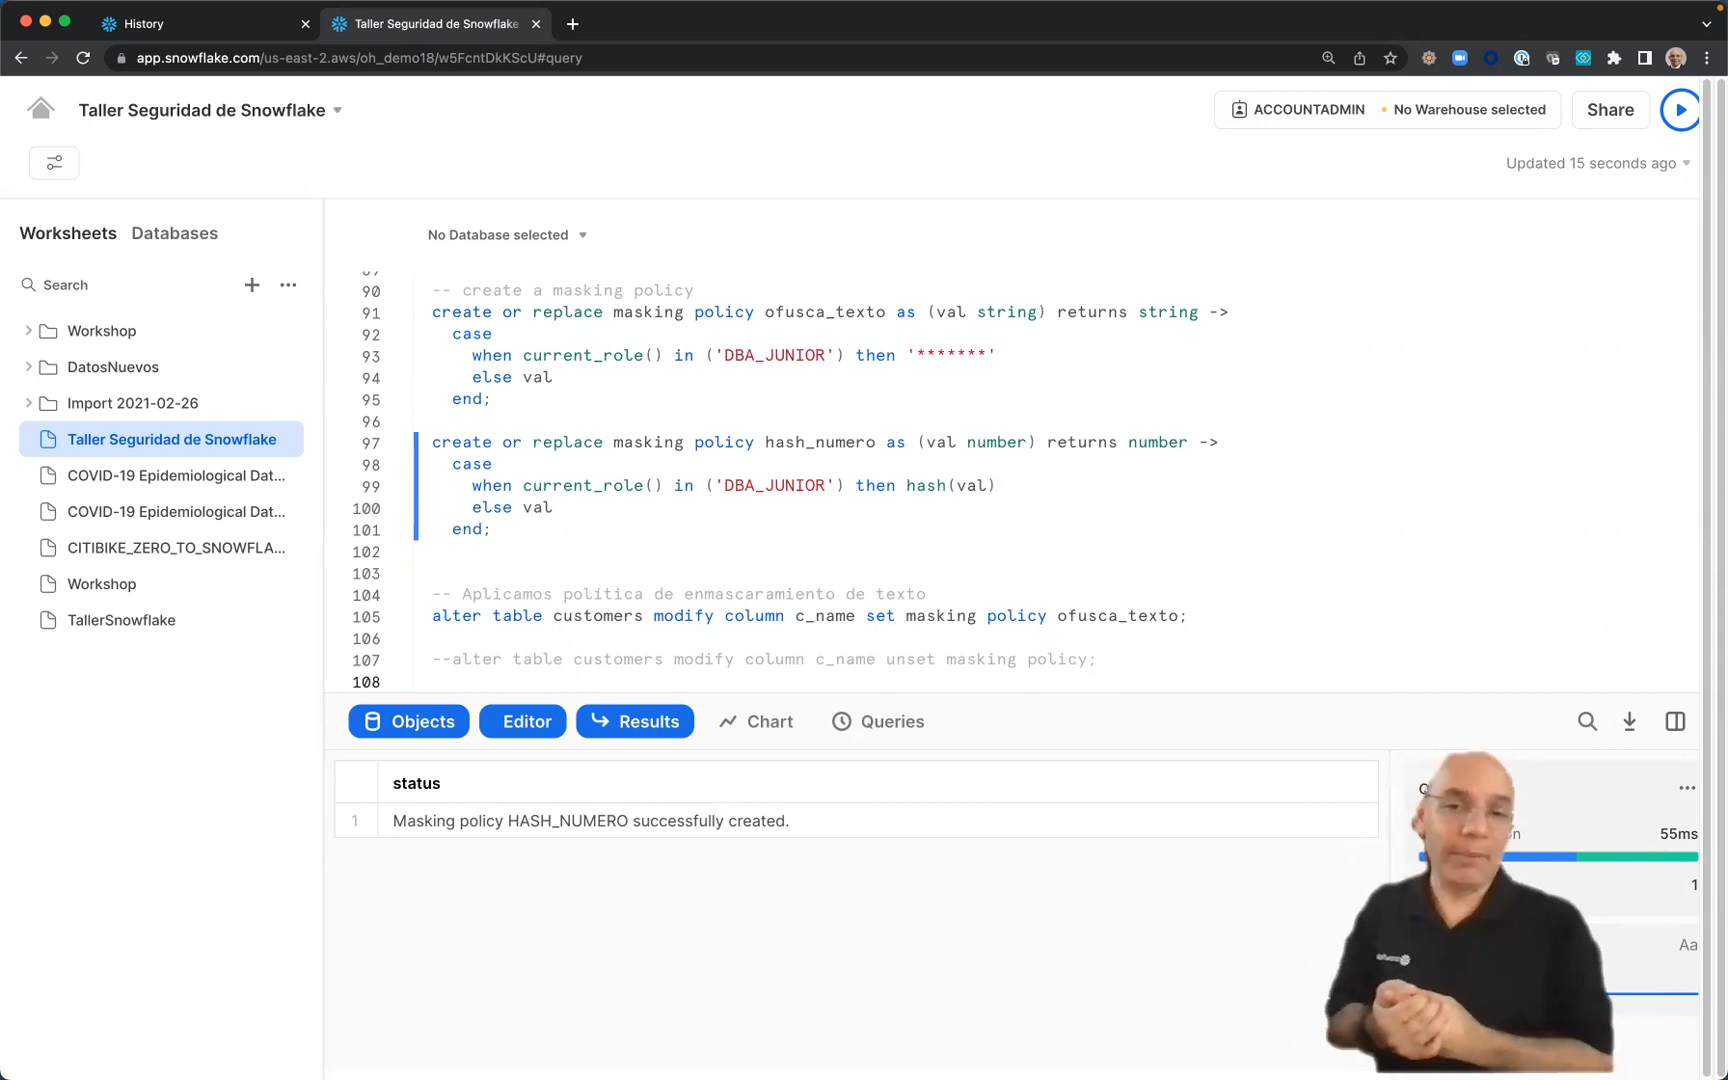 History
Taller Seguridad de Snowflake
app.snowflake.com/us-east-2.aws/oh_demo18/w5FcntDkKScU#query
Taller Seguridad de Snowflake
ACCOUNTADMIN
No Warehouse selected
Share
Updated 15 seconds ago
Worksheets
Databases
No Database selected
Search
Workshop
DatosNuevos
Import 2021-02-26
Taller Seguridad de Snowflake
COVID-19 Epidemiological Dat...
COVID-19 Epidemiological Dat...
CITIBIKE_ZERO_TO_SNOWFLA...
Workshop
TallerSnowflake
90 -- create a masking policy
91 create or replace masking policy ofusca_texto as (val string) returns string ->
92 case
93 when current_role() in ('DBA_JUNIOR') then '*******'
94 else val
95 end;
96
97 create or replace masking policy hash_numero as (val number) returns number ->
98 case
99 when current_role() in ('DBA_JUNIOR') then hash(val)
100 else val
101 end;
102
103
104 -- Aplicamos política de enmascaramiento de texto
105 alter table customers modify column c_name set masking policy ofusca_texto;
106
107 --alter table customers modify column c_name unset masking policy;
108
Objects
Editor
Results
Chart
Queries
status
1 Masking policy HASH_NUMERO successfully created.
55ms
1
Aa